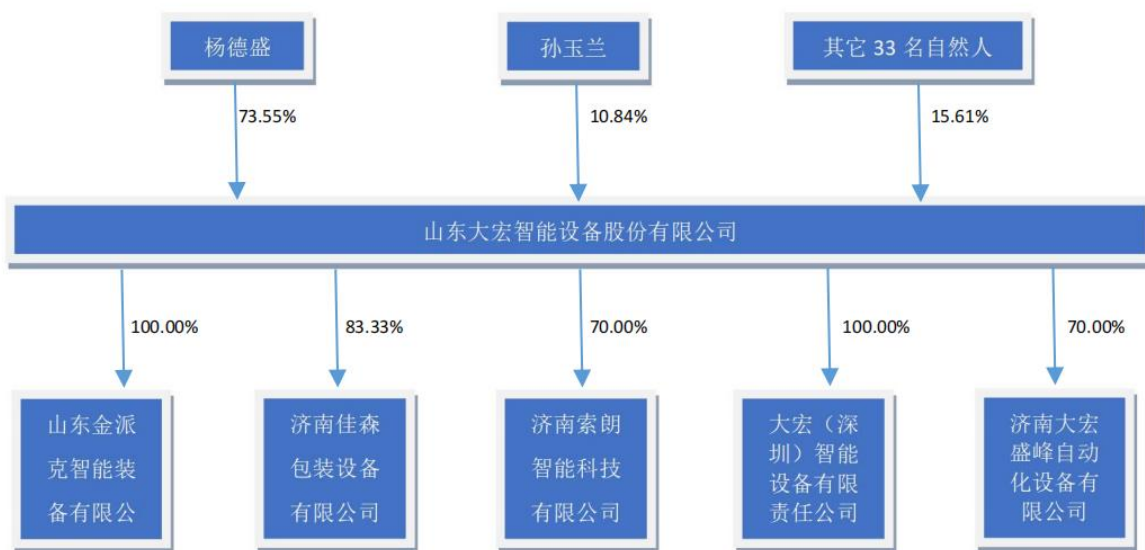 杨德盛
孙玉兰
其它 33 名自然人
73.55%
10.84%
15.61%
山东大宏智能设备股份有限公司
100.00%
83.33%
70.00%
100.00%
70.00%
山东金派
克智能装
备有限公
济南佳森
包装设备
有限公司
济南索朗
智能科技
有限公司
大宏（深
圳）智能
设备有限
责任公司
济南大宏
盛峰自动
化设备有
限公司